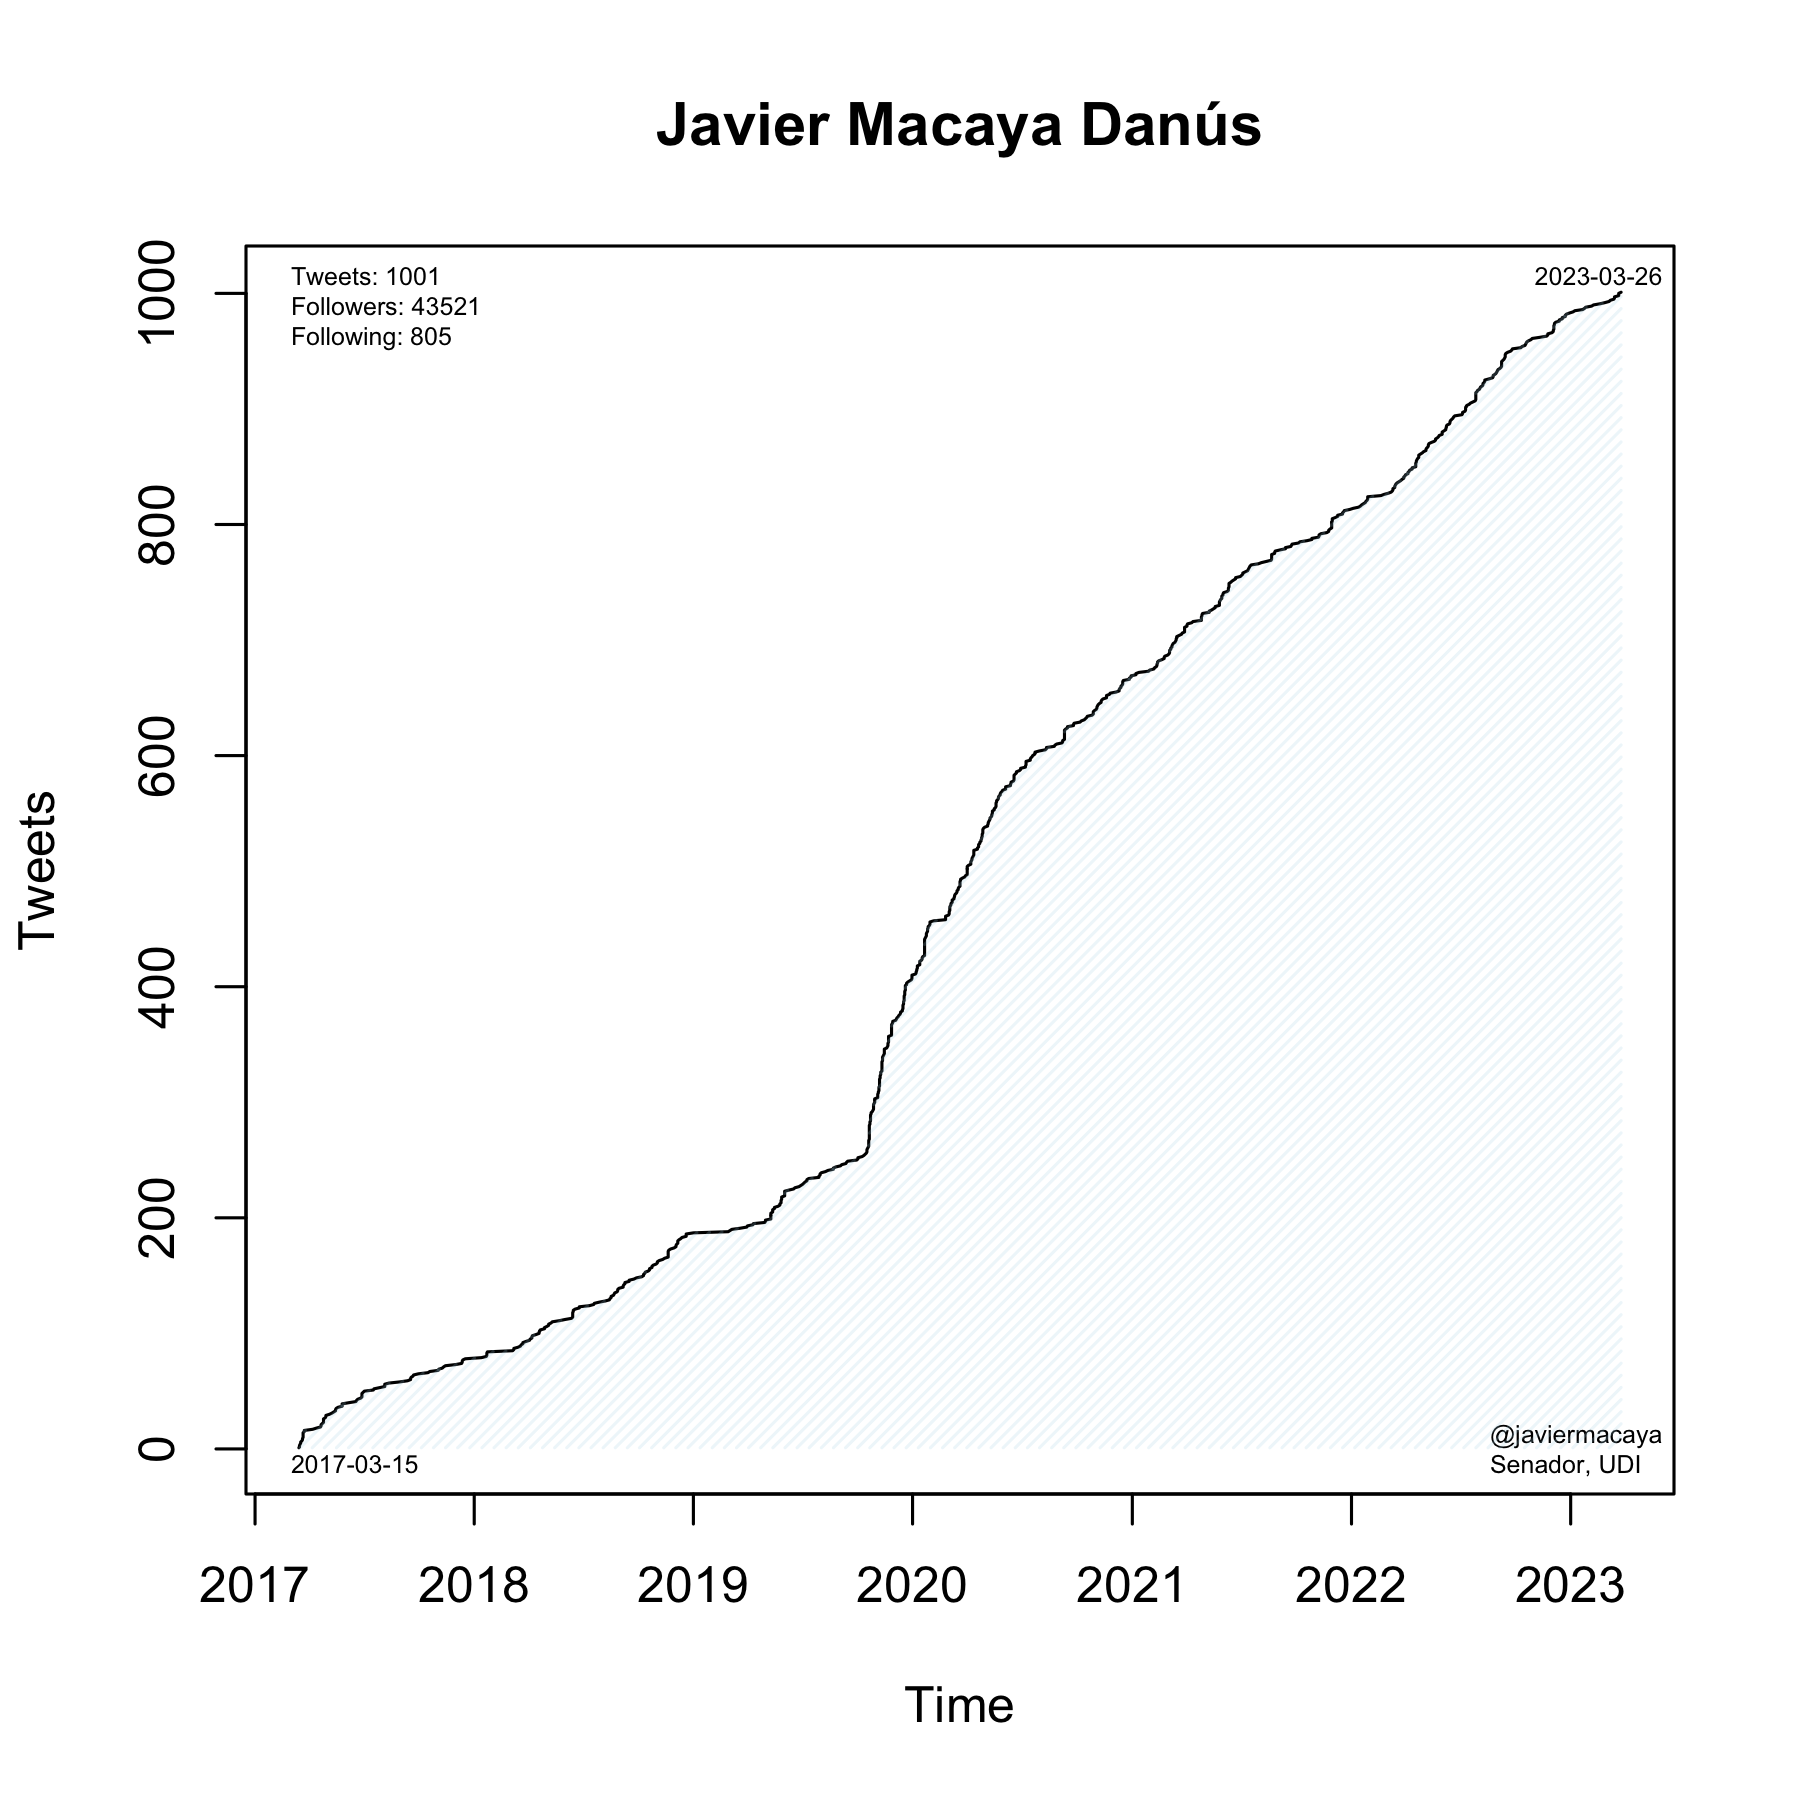 Javier Macaya Danús
Tweets: 1001
Followers: 43521
Following: 805
2023-03-26
1000
800
600
400
200
0
Tweets
2017-03-15
@javiermacaya
Senador, UDI
2017 2018 2019 2020 2021 2022 2023
Time